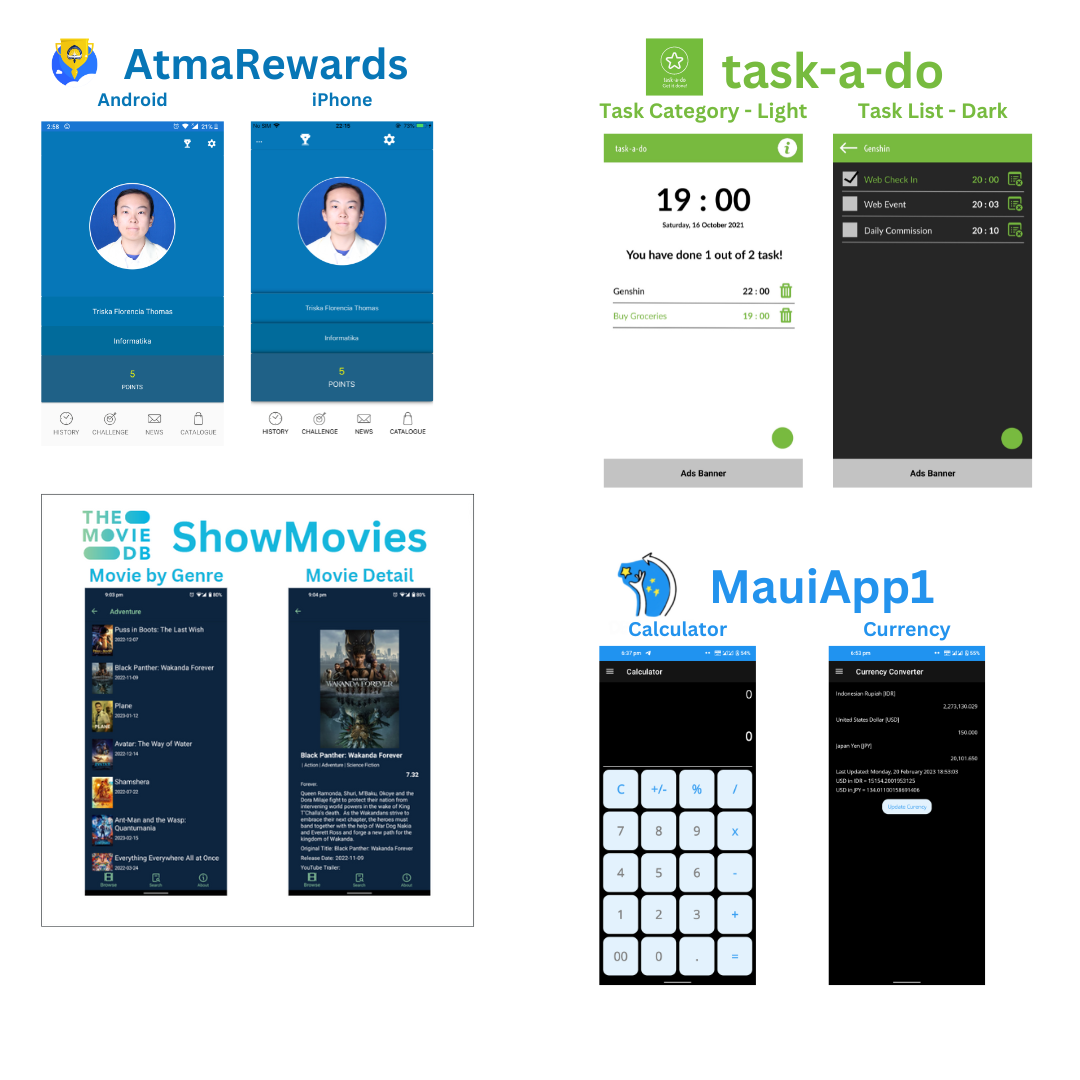 AtmaRewards
Android
iPhone
2:58
21%
Triska Florencia Thomas
Informatika
5
POINTS
HISTORY
CHALLENGE
NEWS
CATALOGUE
No SIM
22:15
...
Triska Florencia Thomas
Informatika
5
POINTS
HISTORY
CHALLENGE
NEWS
CATALOGUE
task-a-do
Get it done!
task-a-do
Task Category - Light
Task List - Dark
task-a-do
19 : 00
Saturday, 16 October 2021
You have done 1 out of 2 task!
Genshin 22 : 00
Buy Groceries 19 : 00
Ads Banner
Genshin
Web Check In 20 : 00
Web Event 20 : 03
Daily Commission 20 : 10
Ads Banner
THE
MOVIE
DB
ShowMovies
Movie by Genre
Movie Detail
9:03 pm 80%
Adventure
Puss in Boots: The Last Wish
2022-12-07
Black Panther: Wakanda Forever
2022-11-09
Plane
2023-01-12
PLANE
Avatar: The Way of Water
2022-12-14
Shamshera
2022-07-22
Ant-Man and the Wasp:
Quantumania
2023-02-15
Everything Everywhere All at Once
2022-03-24
Browse
Search
About
9:04 pm 80%
WAKANDA FOREVER
Black Panther: Wakanda Forever
| Action | Adventure | Science Fiction
7.32
Forever.
Queen Ramonda, Shuri, M'Baku, Okoye and the
Dora Milaje fight to protect their nation from
intervening world powers in the wake of King
T'Challa's death. As the Wakandans strive to
embrace their next chapter, the heroes must
band together with the help of War Dog Nakia
and Everett Ross and forge a new path for the
kingdom of Wakanda.
Original Title: Black Panther: Wakanda Forever
Release Date: 2022-11-09
YouTube Trailer:
Browse
Search
About
MauiApp1
Calculator
Currency
6:37 pm 54%
Calculator
0
0
C +/- % /
7 8 9 x
4 5 6 -
1 2 3 +
00 0 . =
6:53 pm 55%
Currency Converter
Indonesian Rupiah [IDR]
2,273,130.029
United States Dollar [USD]
150.000
Japan Yen [JPY]
20,101.650
Last Updated: Monday, 20 February 2023 18:53:03
USD in IDR = 15154.2001953125
USD in JPY = 134.01100158691406
Update Currency